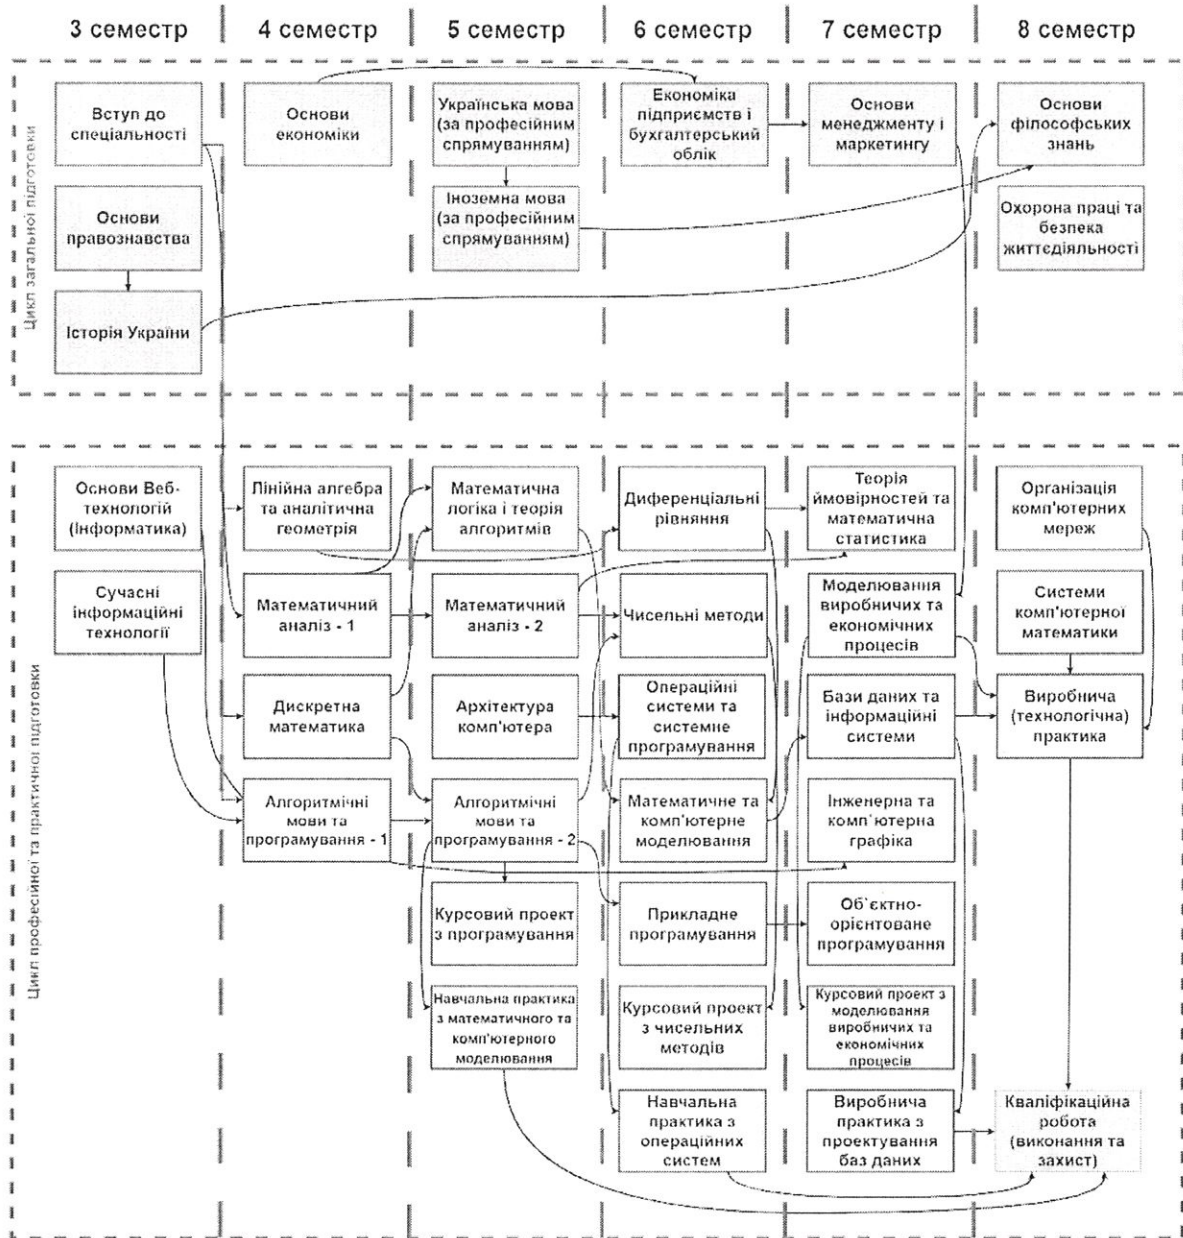 3 семестр
4 семестр
5 семестр
6 семестр
7 семестр
8 семестр
Цикл загальної підготовки
Вступ до
спеціальності
Основи
правознавства
Історія України
Основи
економіки
Українська мова
(за професійним
спрямуванням)
Іноземна мова
(за професійним
спрямуванням)
Економіка
підприємств і
бухгалтерський
облік
Основи
менеджменту і
маркетингу
Основи
філософських
знань
Охорона праці та
безпека
життєдіяльності
Цикл професійної та практичної підготовки
Основи Веб-
технологій
(Інформатика)
Сучасні
інформаційні
технології
Лінійна алгебра
та аналітична
геометрія
Математичний
аналіз - 1
Дискретна
математика
Алгоритмічні
мови та
програмування - 1
Математична
логіка і теорія
алгоритмів
Математичний
аналіз - 2
Архітектура
комп'ютера
Алгоритмічні
мови та
програмування - 2
Курсовий проект
з програмування
Навчальна практика
з математичного та
комп'ютерного
моделювання
Диференціальні
рівняння
Чисельні методи
Операційні
системи та
системне
програмування
Математичне та
комп'ютерне
моделювання
Прикладне
програмування
Курсовий проект
з чисельних
методів
Навчальна
практика з
операційних
систем
Теорія
ймовірностей та
математична
статистика
Моделювання
виробничих та
економічних
процесів
Бази даних та
інформаційні
системи
Інженерна та
комп`ютерна
графіка
Об`єктно-
орієнтоване
програмування
Курсовий проект з
моделювання
виробничих та
економічних
процесів
Виробнича
практика з
проектування
баз даних
Організація
комп'ютерних
мереж
Системи
комп'ютерної
математики
Виробнича
(технологічна)
практика
Кваліфікаційна
робота
(виконання та
захист)